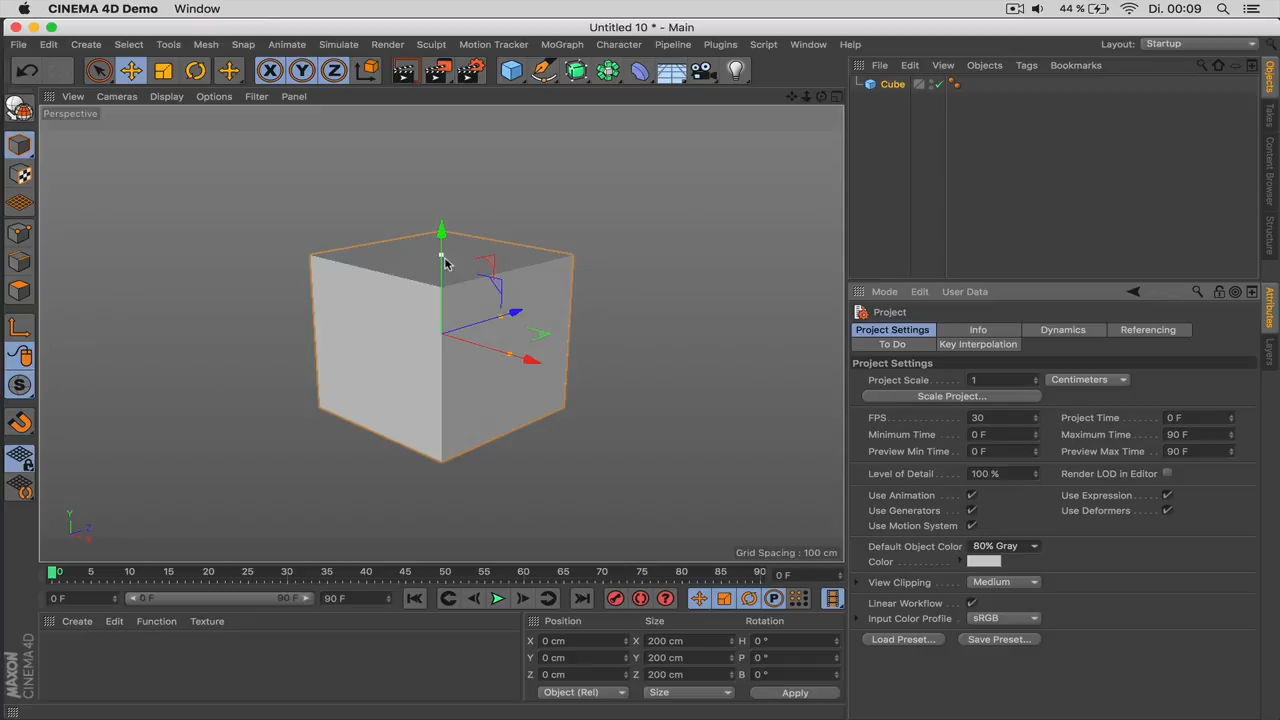 CINEMA 4D Demo Window 44 % Di. 00:09
Untitled 10 * - Main
File Edit Create Select Tools Mesh Snap Animate Simulate Render Sculpt Motion Tracker MoGraph Character Pipeline Plugins Script Window Help Layout: Startup
X Y Z
File Edit View Objects Tags Bookmarks
Cube
View Cameras Display Options Filter Panel
Perspective
Objects
Takes
Content Browser
Structure
Mode Edit User Data
Project
Project Settings Info Dynamics Referencing
To Do Key Interpolation
Project Settings
Project Scale 1 Centimeters
Scale Project...
FPS 30 Project Time 0 F
Minimum Time 0 F Maximum Time 90 F
Preview Min Time 0 F Preview Max Time 90 F
Level of Detail 100 % Render LOD in Editor
Use Animation Use Expression
Use Generators Use Deformers
Use Motion System
Default Object Color 80% Gray
Color
View Clipping Medium
Linear Workflow
Input Color Profile sRGB
Load Preset... Save Preset...
Attributes
Layers
S
Y
Z
X
Grid Spacing : 100 cm
0 5 10 15 20 25 30 35 40 45 50 55 60 65 70 75 80 85 90 0 F
0 F 0 F 90 F 90 F P
Create Edit Function Texture
Position Size Rotation
X 0 cm X 200 cm H 0 °
Y 0 cm Y 200 cm P 0 °
Z 0 cm Z 200 cm B 0 °
Object (Rel) Size Apply
MAXON
CINEMA 4D